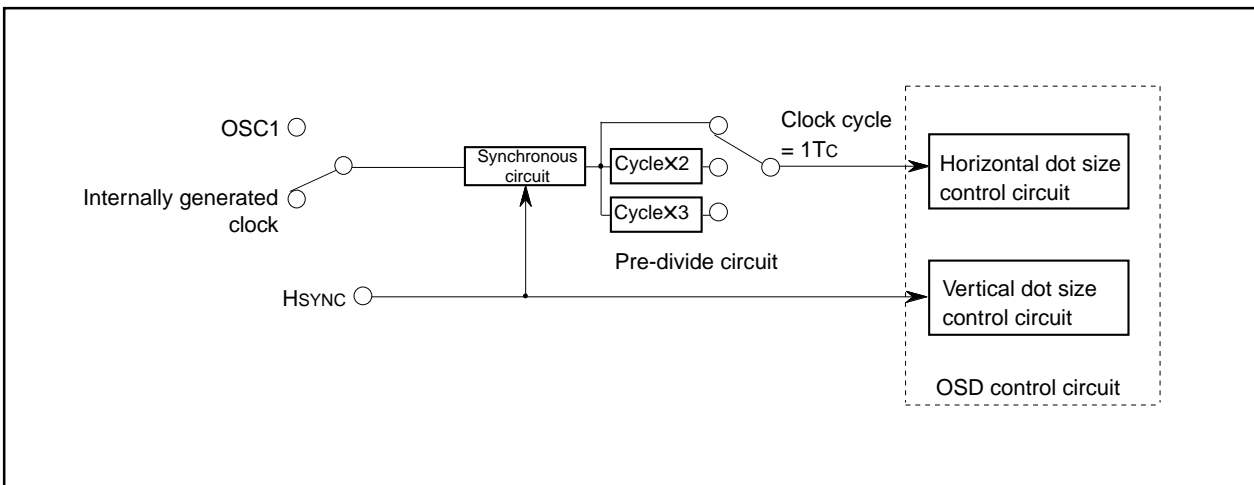 OSC1
Internally generated
clock
HSYNC
Synchronous
circuit
Cycle×2
Cycle×3
Pre-divide circuit
Clock cycle
= 1TC
Horizontal dot size
control circuit
Vertical dot size
control circuit
OSD control circuit